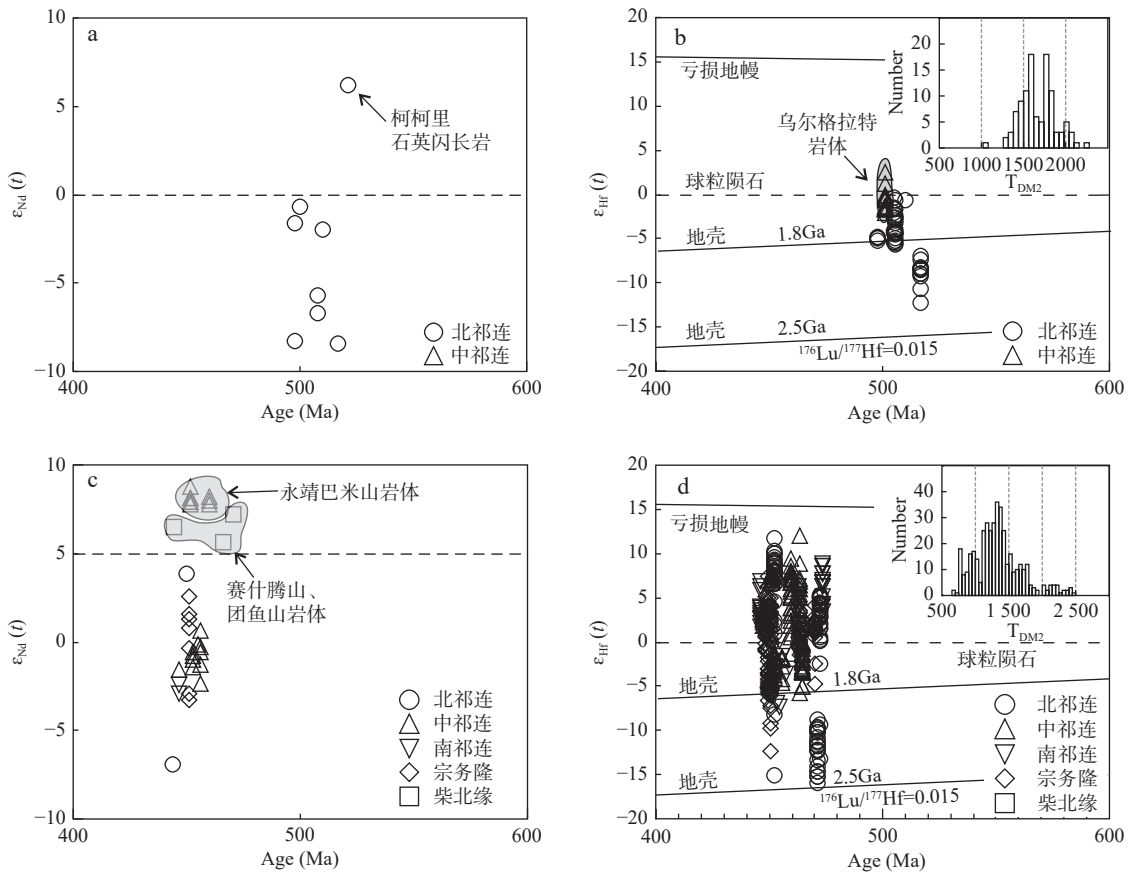 a
10
5
0
−5
−10
ε_Nd (t)
柯柯里
石英闪长岩
北祁连
中祁连
400
500
600
Age (Ma)
b
20
15
10
5
0
−5
−10
−15
−20
ε_Hf (t)
亏损地幔
乌尔格拉特
岩体
球粒陨石
地壳
1.8Ga
地壳
2.5Ga
¹⁷⁶Lu/¹⁷⁷Hf=0.015
北祁连
中祁连
400
500
600
Age (Ma)
Number
20
15
10
5
0
500
1000
1500
2000
T_DM2
c
10
5
0
−5
−10
ε_Nd (t)
永靖巴米山岩体
赛什腾山、
团鱼山岩体
北祁连
中祁连
南祁连
宗务隆
柴北缘
400
500
600
Age (Ma)
d
20
15
10
5
0
−5
−10
−15
−20
ε_Hf (t)
亏损地幔
球粒陨石
地壳
1.8Ga
地壳
2.5Ga
¹⁷⁶Lu/¹⁷⁷Hf=0.015
北祁连
中祁连
南祁连
宗务隆
柴北缘
400
500
600
Age (Ma)
Number
40
30
20
10
0
500
1 500
2 500
T_DM2